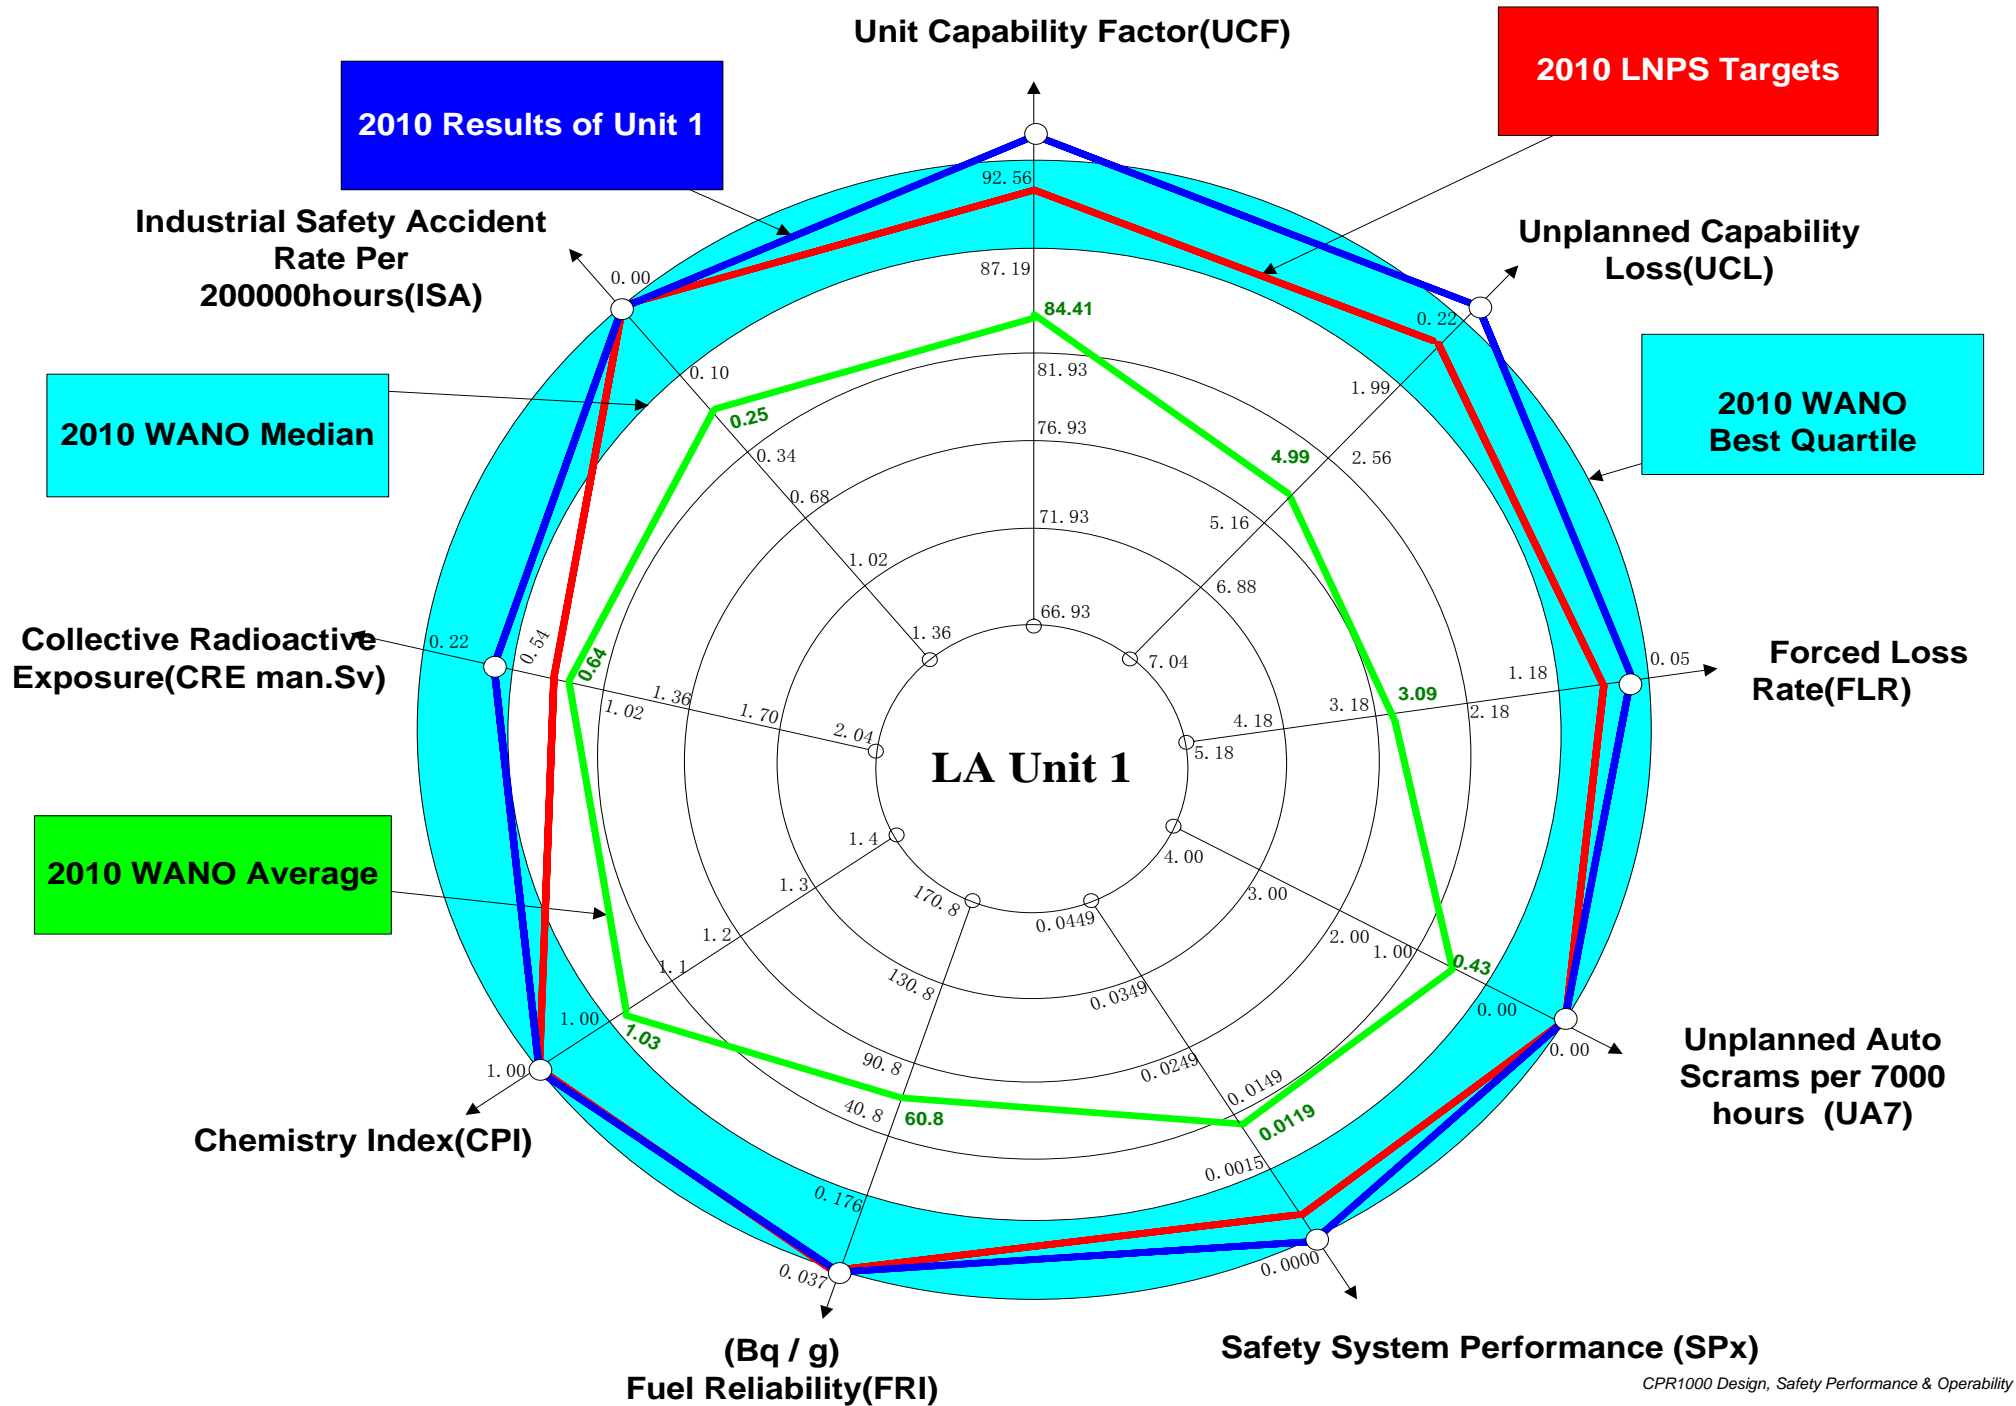 Unit Capability Factor(UCF)
2010 LNPS Targets
2010 Results of Unit 1
Industrial Safety Accident
Rate Per
200000hours(ISA)
Unplanned Capability
Loss(UCL)
2010 WANO Median
2010 WANO
Best Quartile
Collective Radioactive
Exposure(CRE man.Sv)
Forced Loss
Rate(FLR)
2010 WANO Average
LA Unit 1
Unplanned Auto
Scrams per 7000
hours (UA7)
Chemistry Index(CPI)
(Bq / g)
Fuel Reliability(FRI)
Safety System Performance (SPx)
CPR1000 Design, Safety Performance & Operability
92.56
87.19
84.41
81.93
76.93
71.93
66.93
0.22
1.99
2.56
4.99
5.16
6.88
7.04
0.05
1.18
2.18
3.09
3.18
4.18
5.18
0.00
0.00
0.43
1.00
2.00
3.00
4.00
0.0000
0.0015
0.0119
0.0149
0.0249
0.0349
0.0449
0.037
0.176
40.8
60.8
90.8
130.8
170.8
1.00
1.00
1.03
1.1
1.2
1.3
1.4
0.22
0.54
0.64
1.02
1.36
1.70
2.04
0.00
0.10
0.25
0.34
0.68
1.02
1.36